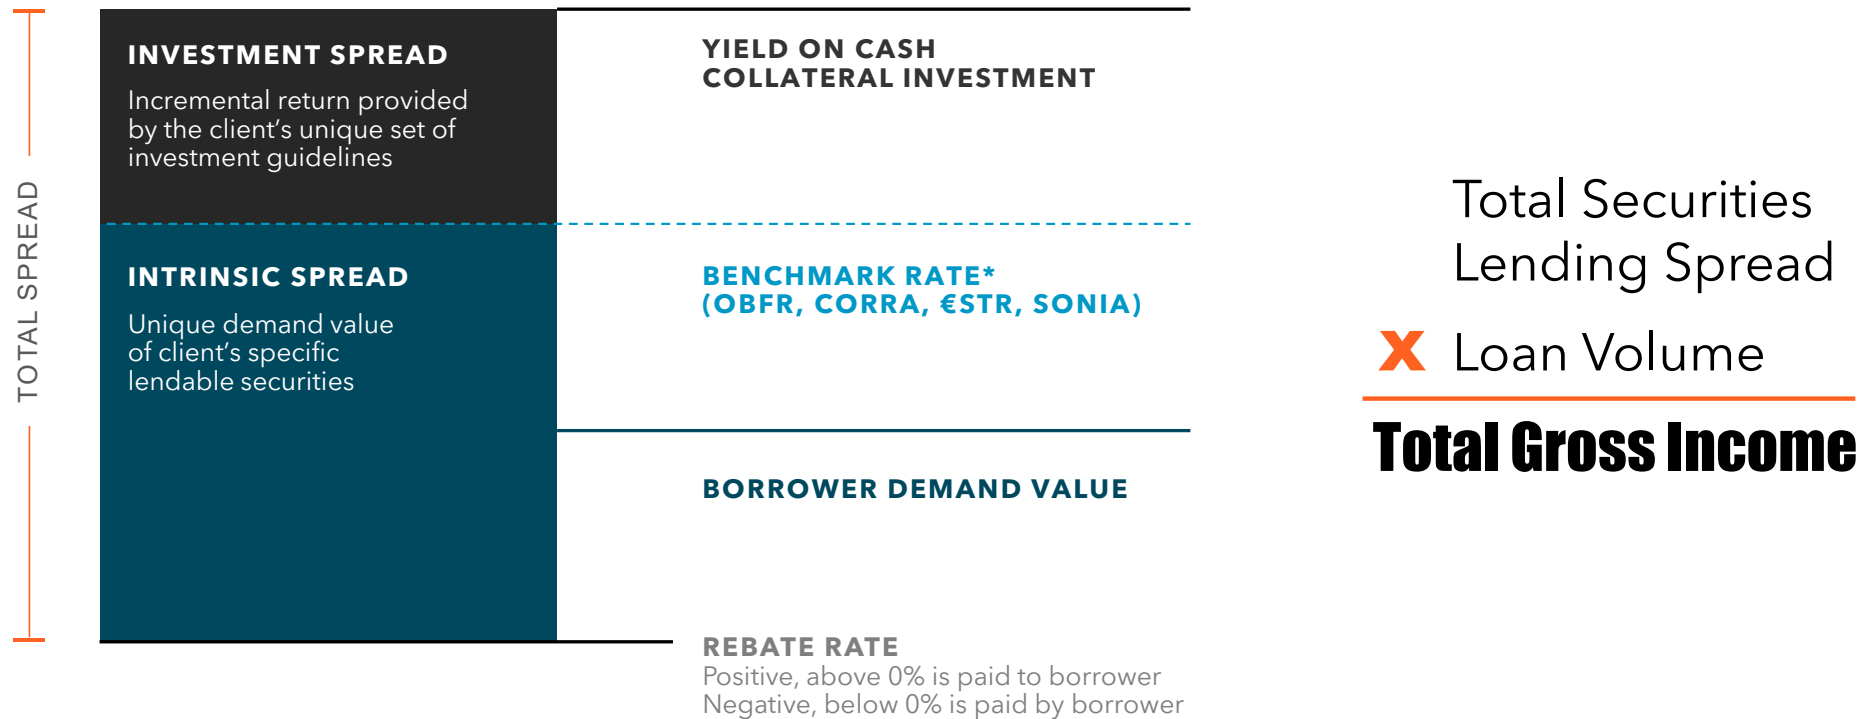 TOTAL SPREAD
INVESTMENT SPREAD
Incremental return provided
by the client’s unique set of
investment guidelines
INTRINSIC SPREAD
Unique demand value
of client’s specific
lendable securities
YIELD ON CASH
COLLATERAL INVESTMENT
BENCHMARK RATE*
(OBFR, CORRA, €STR, SONIA)
BORROWER DEMAND VALUE
REBATE RATE
Positive, above 0% is paid to borrower
Negative, below 0% is paid by borrower
Total Securities
Lending Spread
X Loan Volume
Total Gross Income